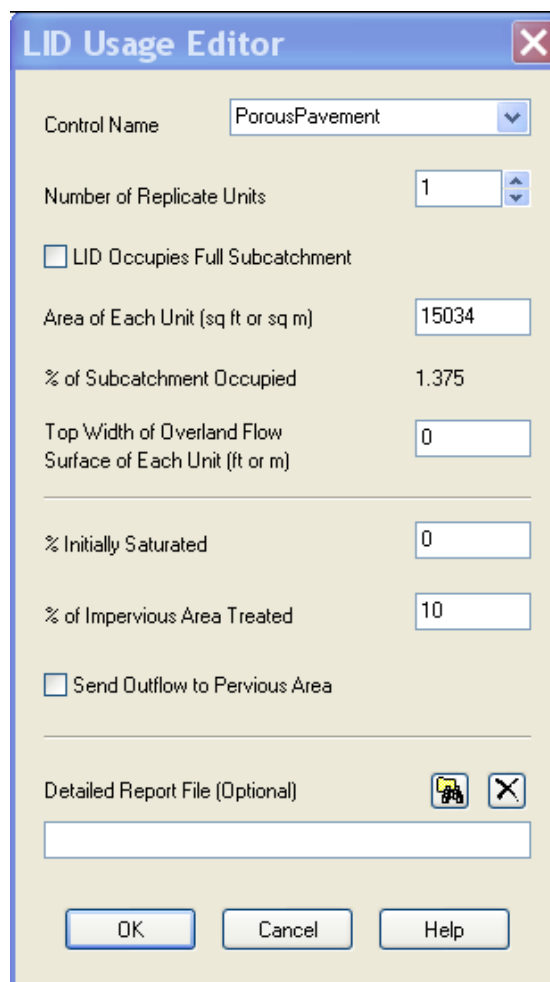 LID Usage Editor
Control Name PorousPavement
Number of Replicate Units 1
LID Occupies Full Subcatchment
Area of Each Unit (sq ft or sq m) 15034
% of Subcatchment Occupied 1.375
Top Width of Overland Flow
Surface of Each Unit (ft or m) 0
% Initially Saturated 0
% of Impervious Area Treated 10
Send Outflow to Pervious Area
Detailed Report File (Optional)
OK Cancel Help